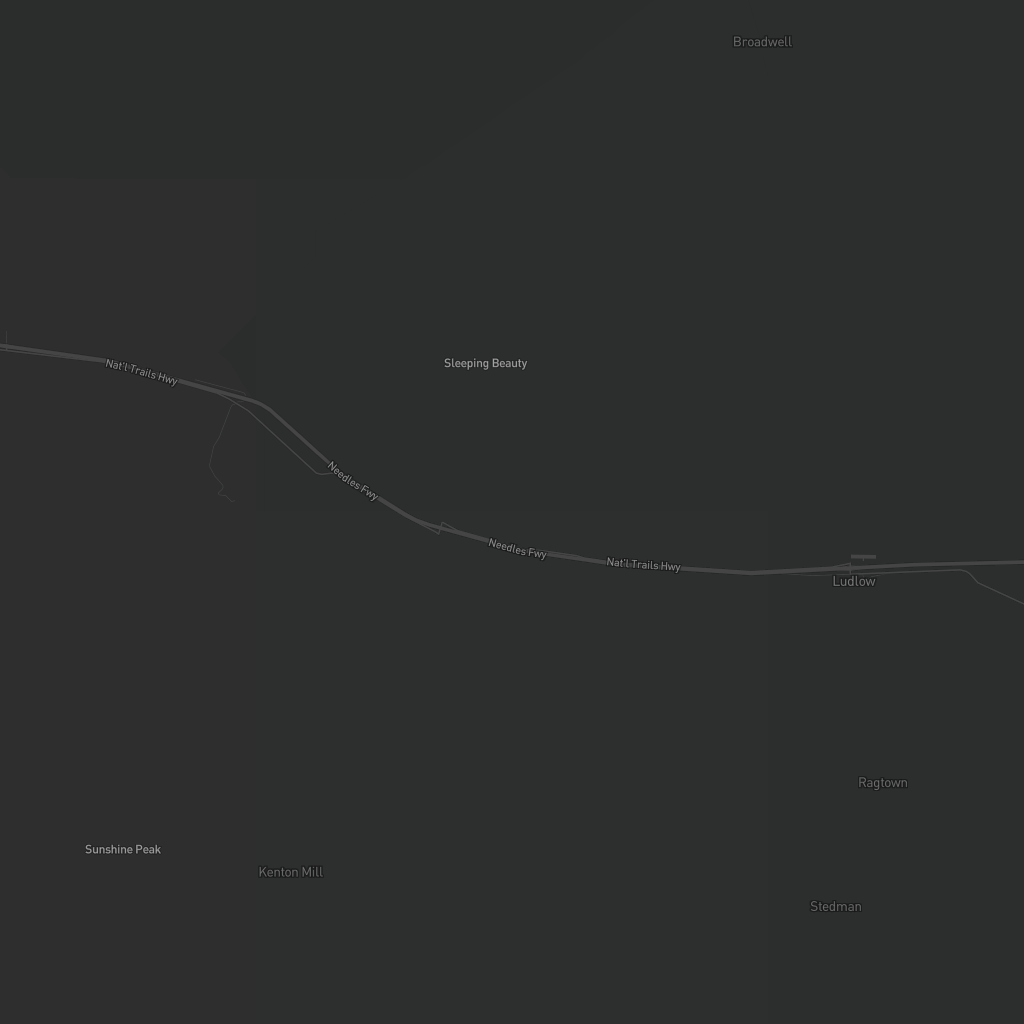 Broadwell
Sleeping Beauty
Nat'l Trails Hwy
Needles Fwy
Needles Fwy
Nat'l Trails Hwy
Ludlow
Ragtown
Sunshine Peak
Kenton Mill
Stedman